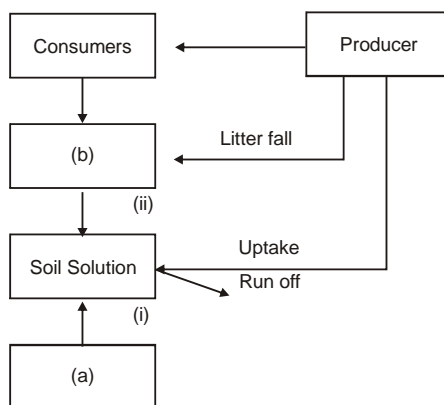 Consumers
Producer
(b)
Litter fall
(ii)
Soil Solution
Uptake
Run off
(i)
(a)